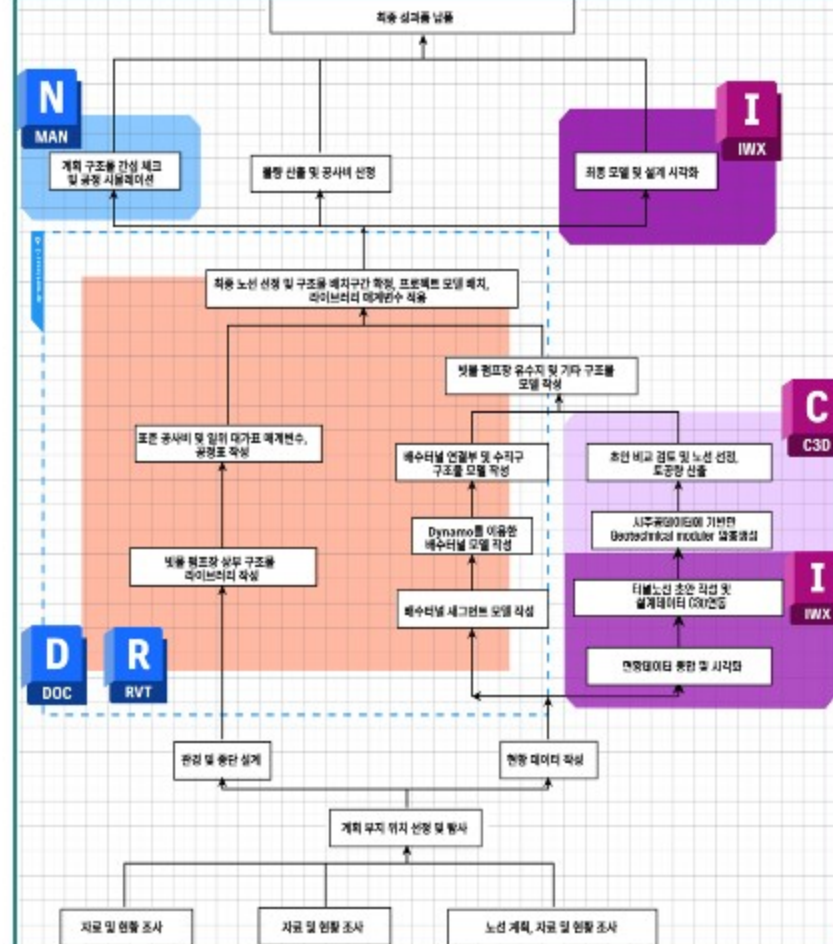 최종 성과품 납품
N
MAN
I
IWX
계획 구조물 간섭 체크
및 공정 시뮬레이션
물량 산출 및 공사비 산정
최종 모델 및 설계 시각화
최종 노선 선정 및 구조물 배치구간 확정, 프로젝트 모델 배치,
라이브러리 매개변수 적용
빗물 펌프장 유수지 및 기타 구조물
모델 작성
C
C3D
표준 공사비 및 일위 대가표 매개변수,
공정표 작성
배수터널 연결부 및 수직구
구조물 모델 작성
초안 비교 검토 및 노선 선정,
토공량 산출
Dynamo를 이용한
배수터널 모델 작성
시추공데이터에 기반한
Geotechnical moduler
빗물 펌프장 상부 구조물
라이브러리 작성
배수터널 세그먼트 모델 작성
터널노선 초안 작성 및
설계데이터 C3D연동
I
IWX
현황데이터 통합 및 시각화
D
DOC
R
RVT
관경 및 종단 설계
현황 데이터 작성
계획 부지 위치 선정 및 탐사
자료 및 현황 조사
자료 및 현황 조사
노선 계획, 자료 및 현황 조사